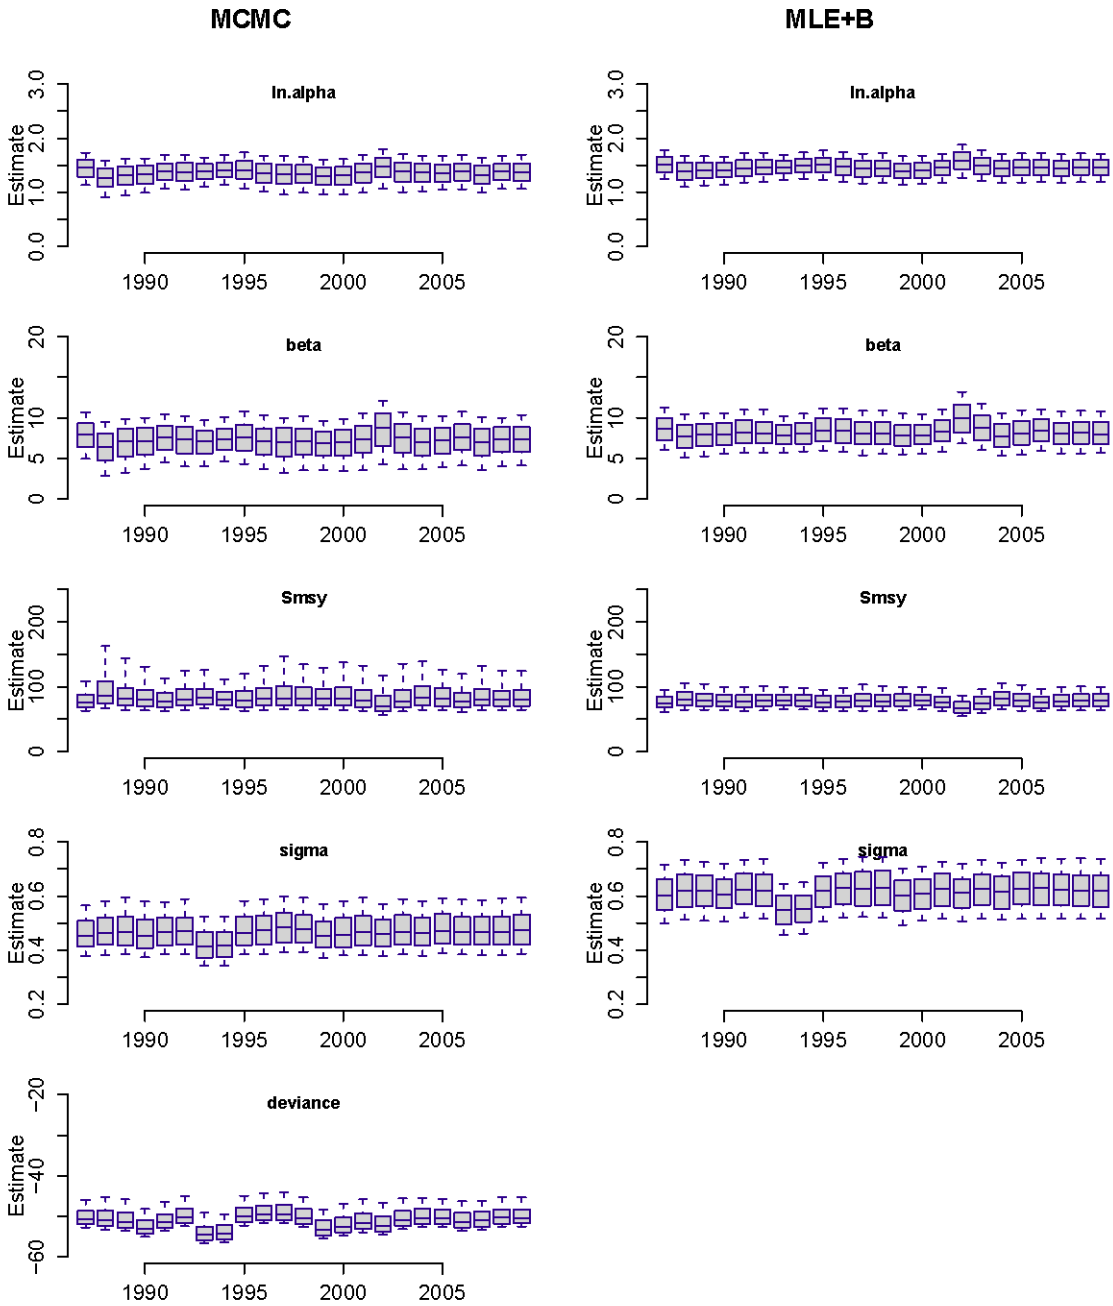 MCMC MLE+B
ln.alpha ln.alpha
Estimate Estimate
3.0 2.0 1.0 0.0 3.0 2.0 1.0 0.0
1990 1995 2000 2005 1990 1995 2000 2005
beta beta
Estimate Estimate
20 10 5 0 20 10 5 0
1990 1995 2000 2005 1990 1995 2000 2005
Smsy Smsy
Estimate Estimate
200 100 0 200 100 0
1990 1995 2000 2005 1990 1995 2000 2005
sigma sigma
Estimate Estimate
0.8 0.6 0.4 0.2 0.8 0.6 0.4 0.2
1990 1995 2000 2005 1990 1995 2000 2005
deviance
Estimate
−20 −40 −60
1990 1995 2000 2005